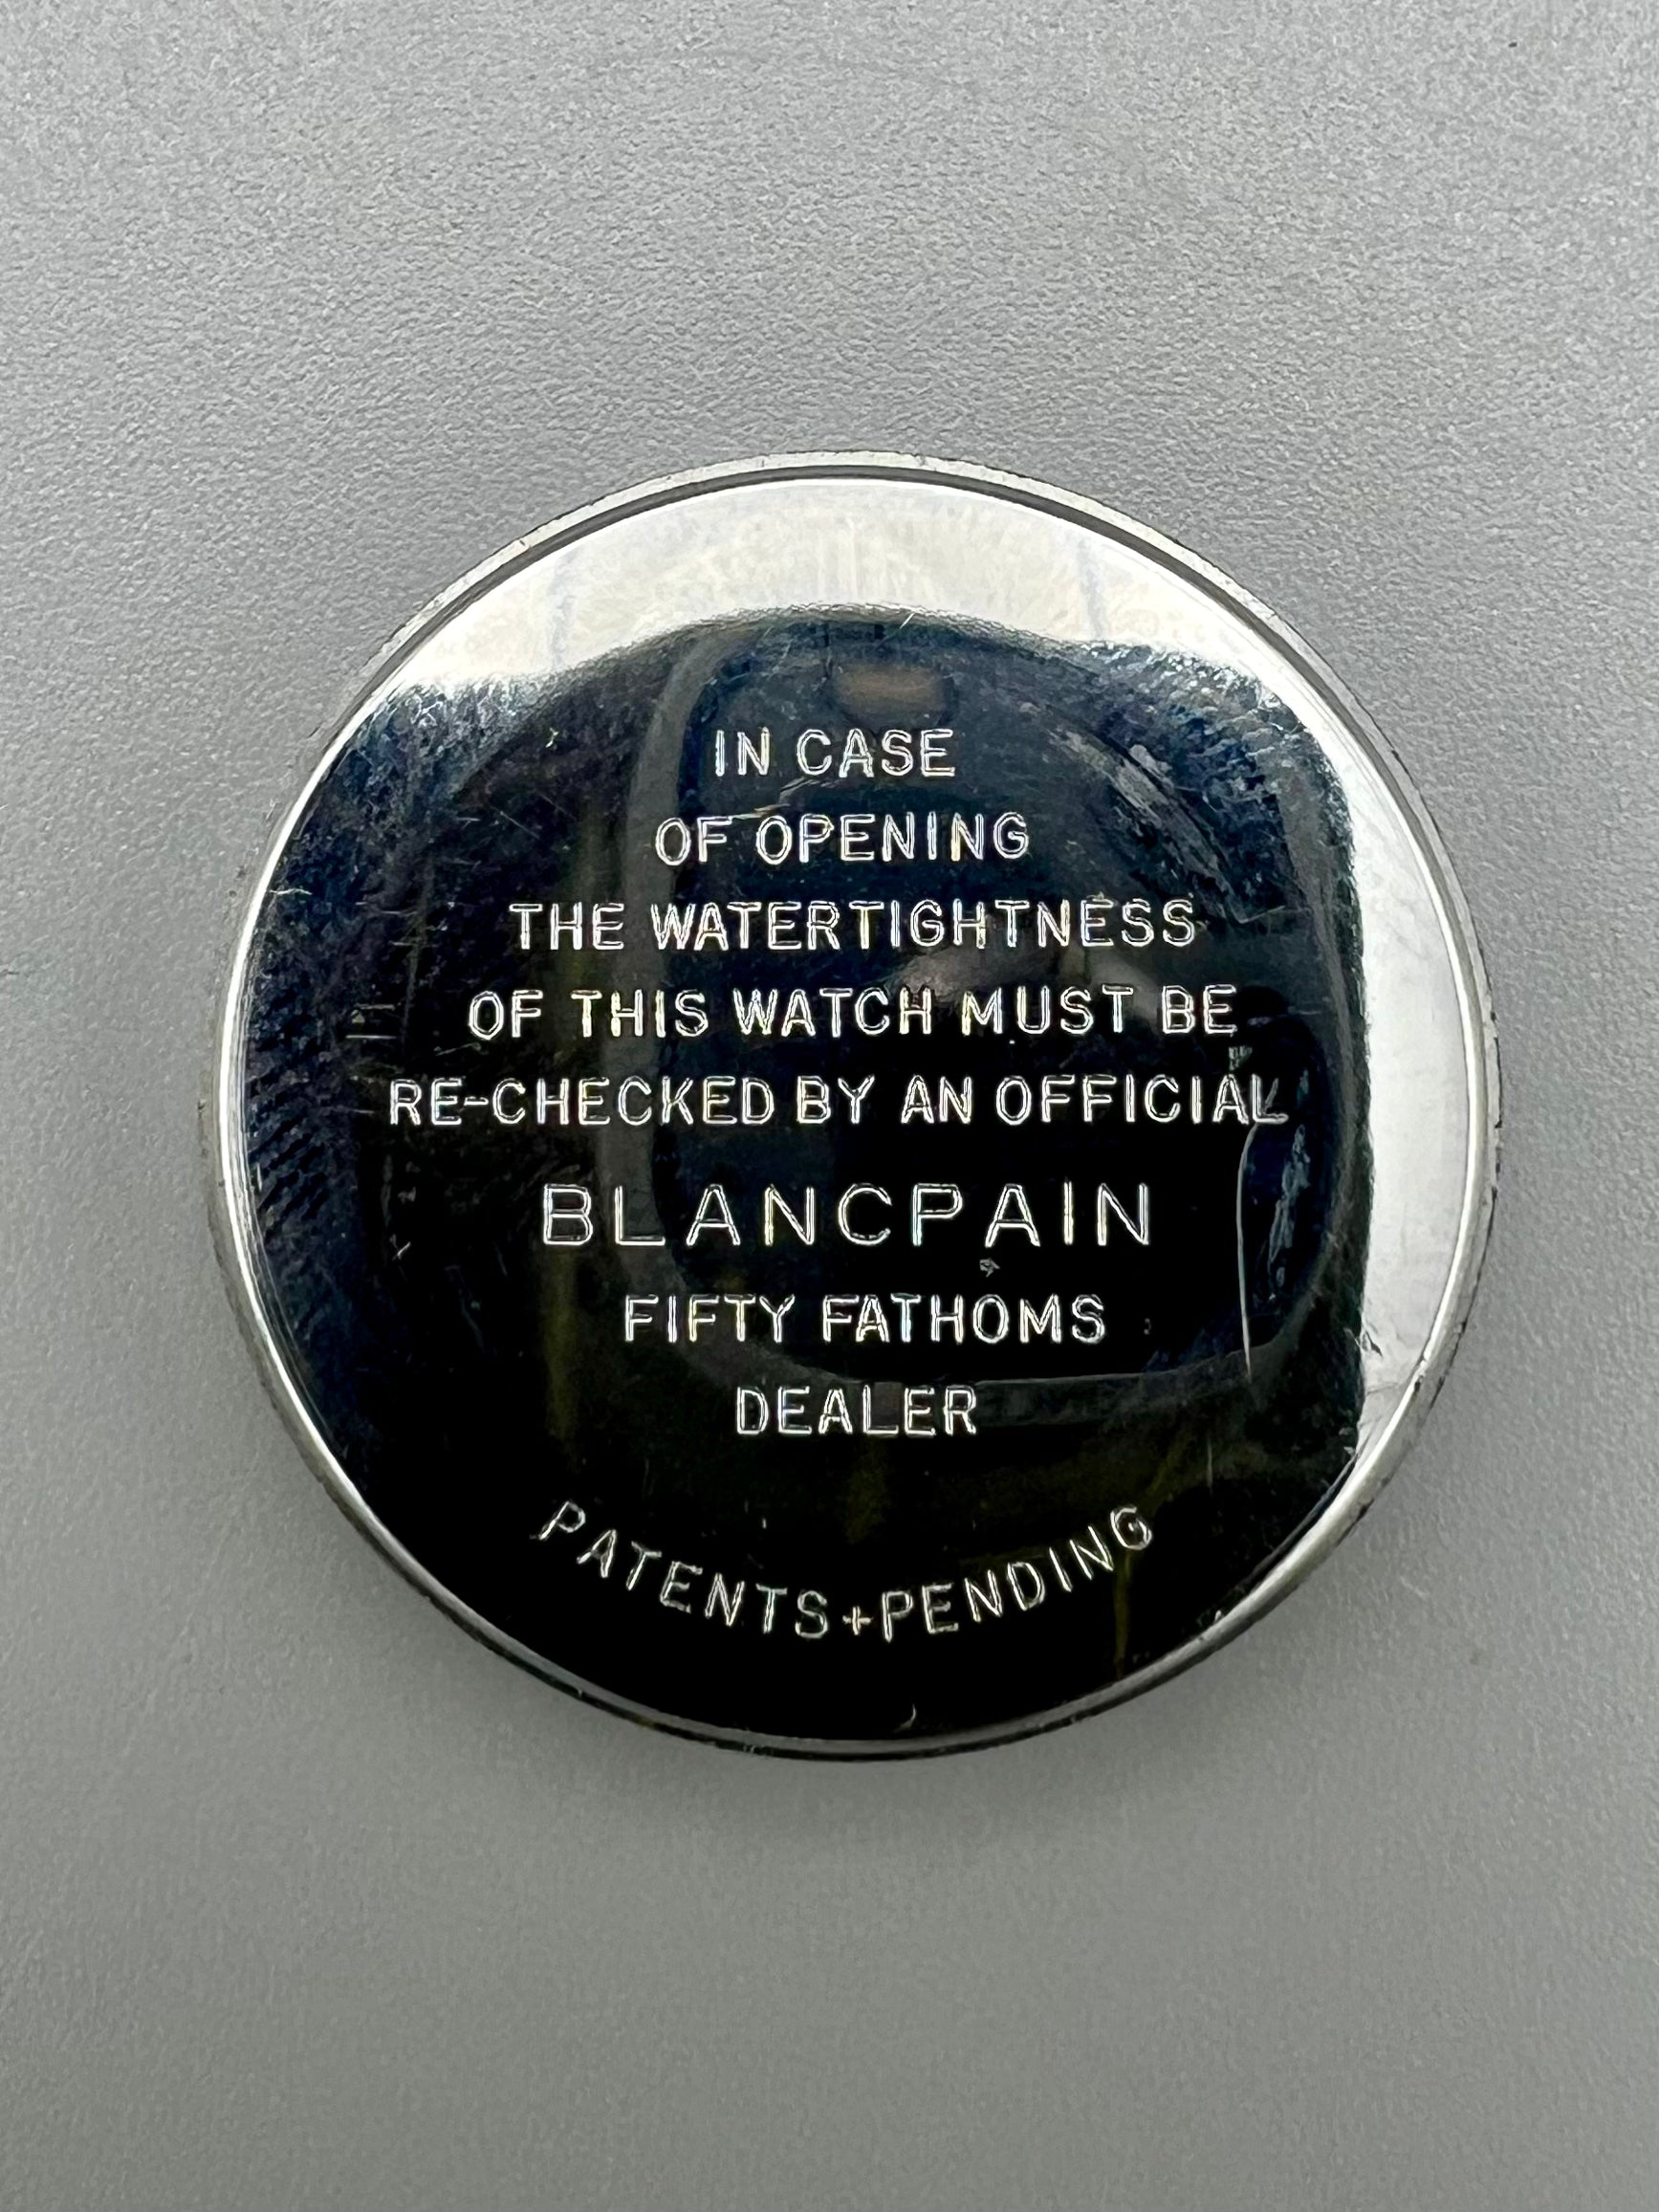 IN CASE
OF OPENING
THE WATERTIGHTNESS
OF THIS WATCH MUST BE
RE-CHECKED BY AN OFFICIAL
BLANCPAIN
FIFTY FATHOMS
DEALER
PATENTS+PENDING